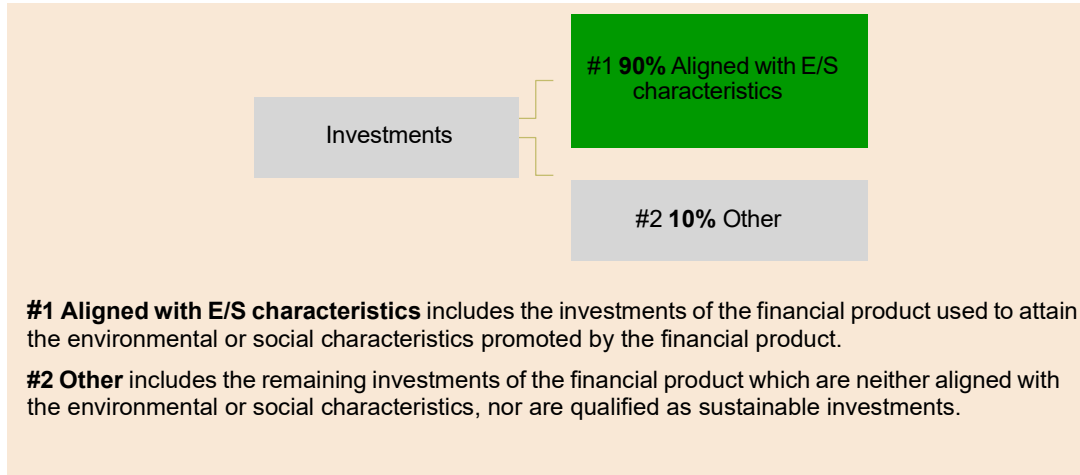 #1 90% Aligned with E/S
characteristics
Investments
#2 10% Other
#1 Aligned with E/S characteristics includes the investments of the financial product used to attain
the environmental or social characteristics promoted by the financial product.
#2 Other includes the remaining investments of the financial product which are neither aligned with
the environmental or social characteristics, nor are qualified as sustainable investments.